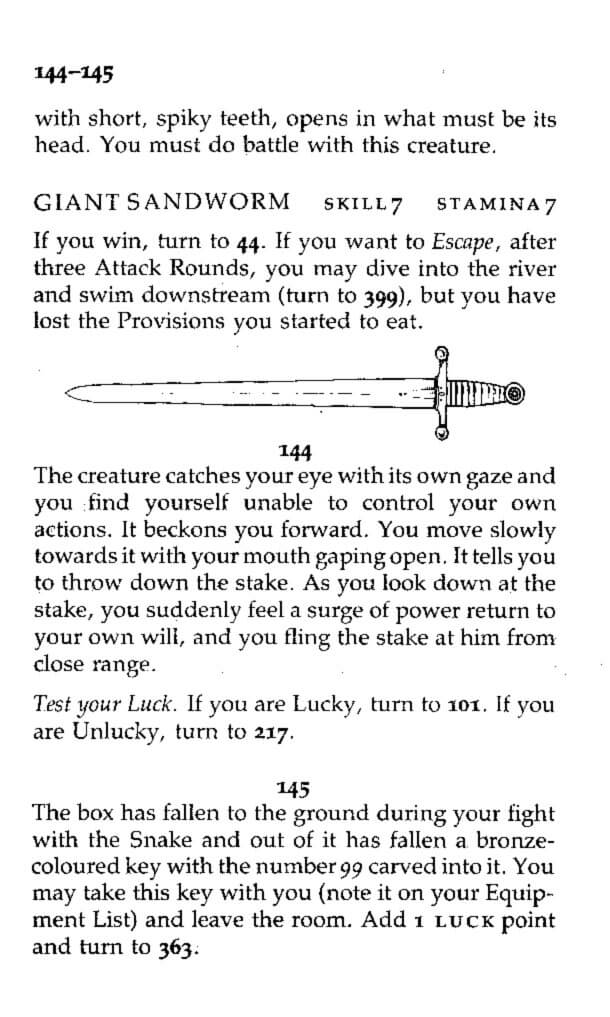 144–145
with short, spiky teeth, opens in what must be its
head. You must do battle with this creature.
GIANT SANDWORM SKILL 7 STAMINA 7
If you win, turn to 44. If you want to Escape, after
three Attack Rounds, you may dive into the river
and swim downstream (turn to 399), but you have
lost the Provisions you started to eat.
144
The creature catches your eye with its own gaze and
you find yourself unable to control your own
actions. It beckons you forward. You move slowly
towards it with your mouth gaping open. It tells you
to throw down the stake. As you look down at the
stake, you suddenly feel a surge of power return to
your own will, and you fling the stake at him from
close range.
Test your Luck. If you are Lucky, turn to 101. If you
are Unlucky, turn to 217.
145
The box has fallen to the ground during your fight
with the Snake and out of it has fallen a bronze-
coloured key with the number 99 carved into it. You
may take this key with you (note it on your Equip-
ment List) and leave the room. Add 1 LUCK point
and turn to 363.